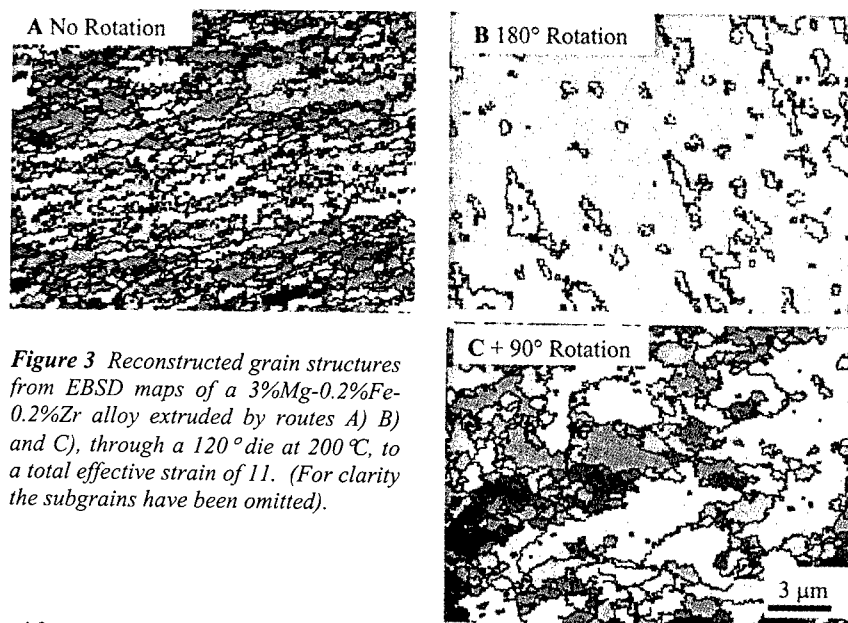 A No Rotation
B 180° Rotation
Figure 3 Reconstructed grain structures
from EBSD maps of a 3%Mg-0.2%Fe-
0.2%Zr alloy extruded by routes A) B)
and C), through a 120° die at 200 °C, to
a total effective strain of 11. (For clarity
the subgrains have been omitted).
C + 90° Rotation
3 μm